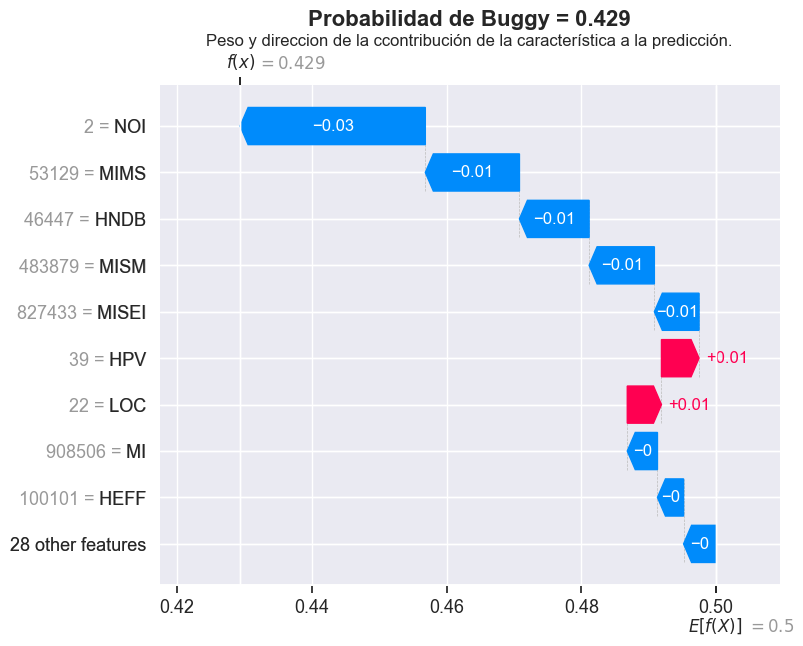 Probabilidad de Buggy = 0.429
Peso y direccion de la ccontribución de la característica a la predicción.
f(x) = 0.429
2 = NOI
−0.03
53129 = MIMS
−0.01
46447 = HNDB
−0.01
483879 = MISM
−0.01
827433 = MISEI
−0.01
39 = HPV
+0.01
22 = LOC
+0.01
908506 = MI
−0
100101 = HEFF
−0
28 other features
−0
0.42 0.44 0.46 0.48 0.50
E[f(X)] = 0.5